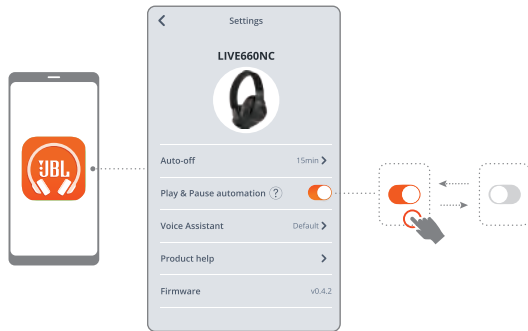 Settings
LIVE660NC
JBL
Auto-off 15min
Play & Pause automation ?
Voice Assistant Default
Product help
Firmware v0.4.2